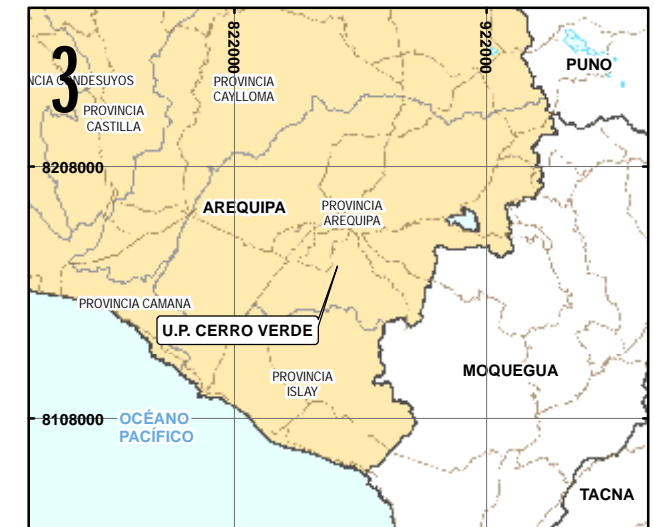 3
822000
922000
PUNO
NCIA CONDESUYOS
PROVINCIA
CAYLLOMA
PROVINCIA
CASTILLA
8208000
AREQUIPA
PROVINCIA
AREQUIPA
PROVINCIA CAMANA
U.P. CERRO VERDE
MOQUEGUA
PROVINCIA
ISLAY
8108000
OCÉANO
PACÍFICO
TACNA